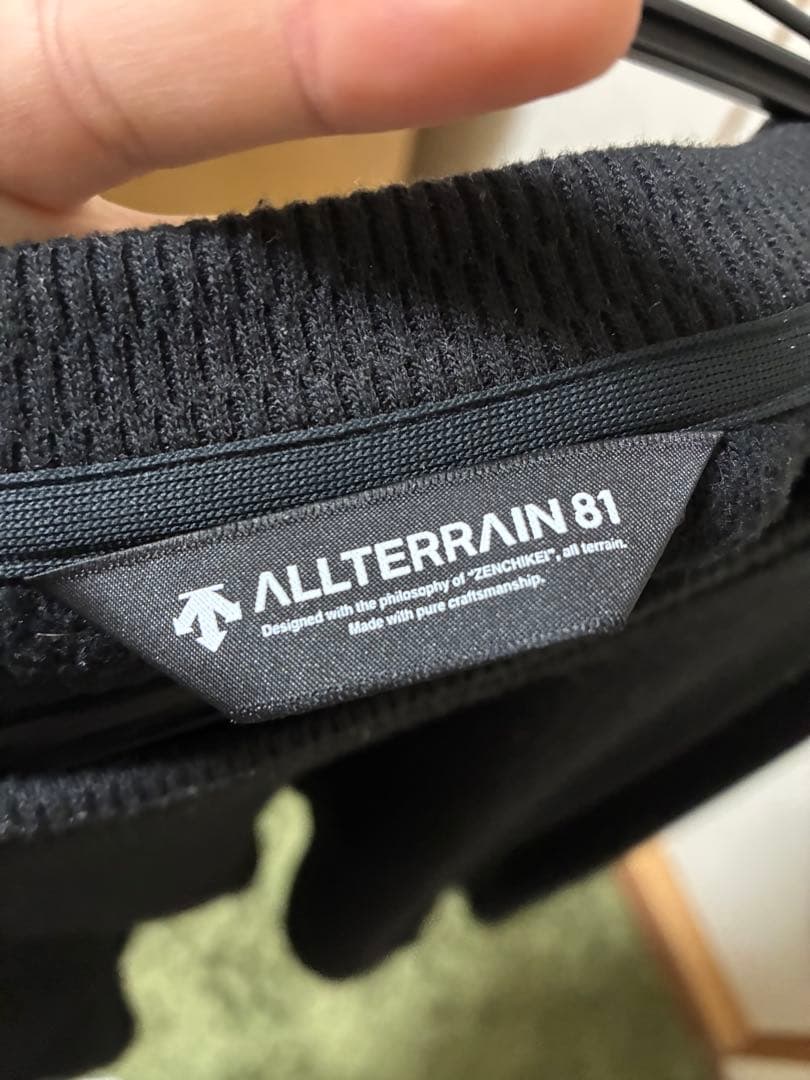 ALLTERRAIN 81
Designed with the philosophy of "ZENCHIKEI", all terrain.
Made with pure craftsmanship.